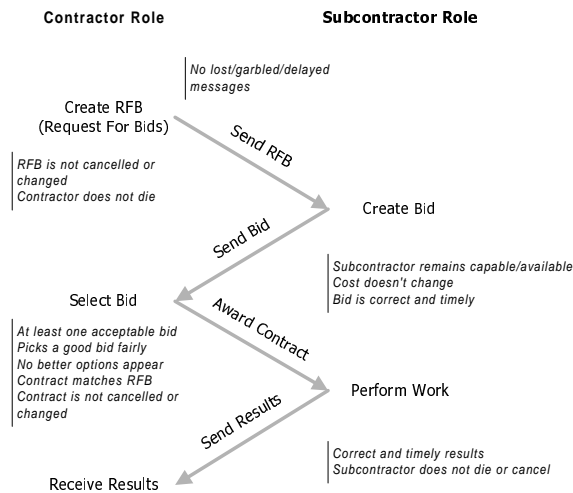 Contractor Role
Subcontractor Role
No lost/garbled/delayed
messages
Create RFB
(Request For Bids)
Send RFB
RFB is not cancelled or
changed
Contractor does not die
Create Bid
Send Bid
Subcontractor remains capable/available
Cost doesn't change
Bid is correct and timely
Select Bid
Award Contract
At least one acceptable bid
Picks a good bid fairly
No better options appear
Contract matches RFB
Contract is not cancelled or
changed
Perform Work
Send Results
Correct and timely results
Subcontractor does not die or cancel
Receive Results